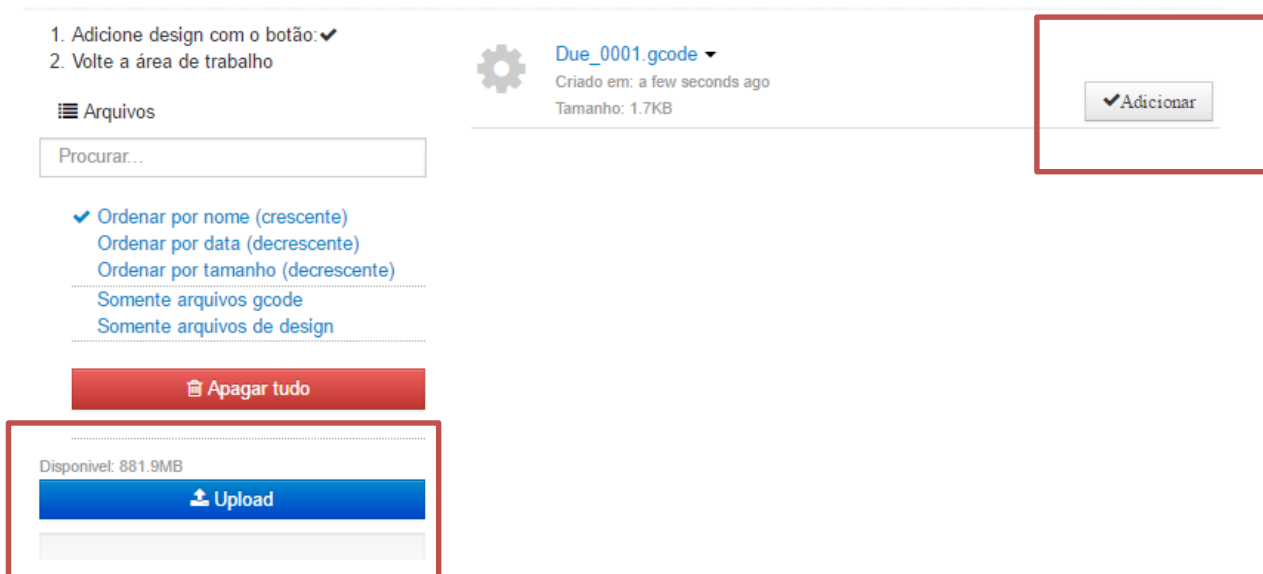 1. Adicione design com o botão:✔
2. Volte a área de trabalho
Arquivos
Procurar...
✔ Ordenar por nome (crescente)
Ordenar por data (decrescente)
Ordenar por tamanho (decrescente)
Somente arquivos gcode
Somente arquivos de design
Apagar tudo
Disponivel: 881.9MB
Upload
Due_0001.gcode
Criado em: a few seconds ago
Tamanho: 1.7KB
✔Adicionar